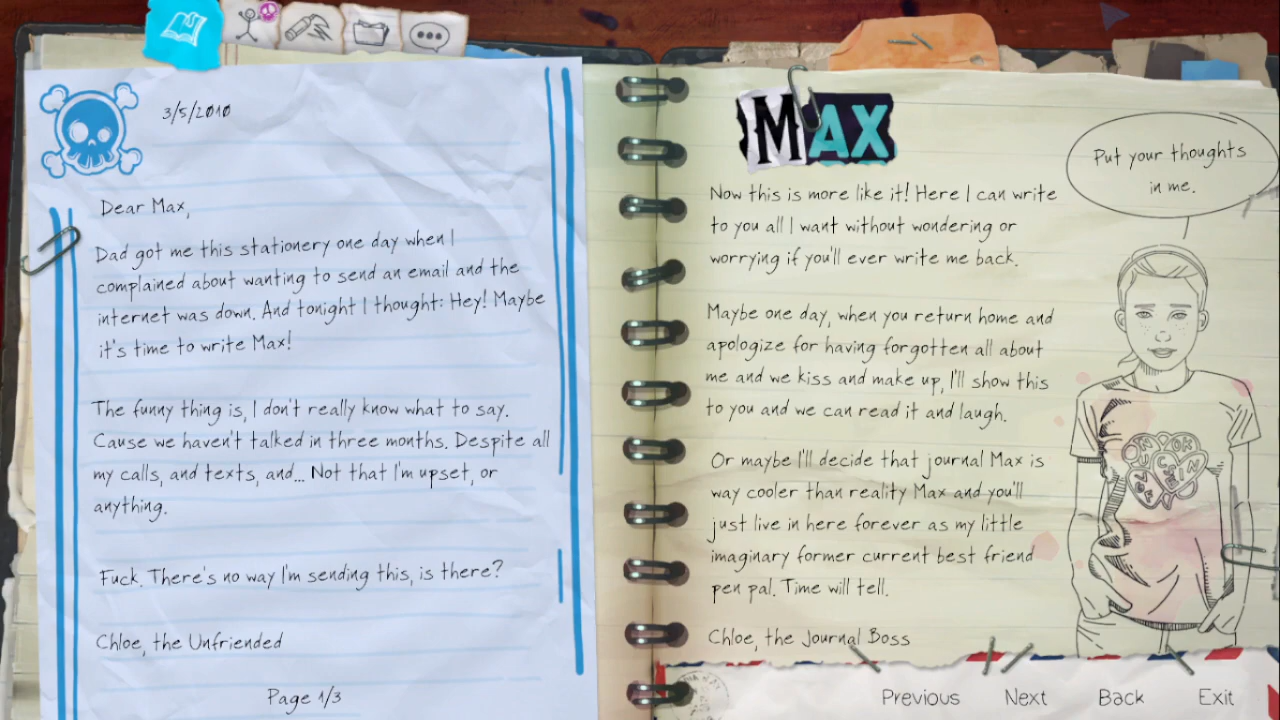 3/5/2010
Dear Max,
Dad got me this stationery one day when I
complained about wanting to send an email and the
internet was down. And tonight I thought: Hey! Maybe
it's time to write Max!
The funny thing is, I don't really know what to say.
Cause we haven't talked in three months. Despite all
my calls, and texts, and... Not that I'm upset, or
anything.
Fuck. There's no way I'm sending this, is there?
Chloe, the Unfriended
Page 1/3
MAX
Now this is more like it! Here I can write
to you all I want without wondering or
worrying if you'll ever write me back.
Maybe one day, when you return home and
apologize for having forgotten all about
me and we kiss and make up, I'll show this
to you and we can read it and laugh.
Or maybe I'll decide that journal Max is
way cooler than reality Max and you'll
just live in here forever as my little
imaginary former current best friend
pen pal. Time will tell.
Chloe, the Journal Boss
Put your thoughts
in me.
Previous Next Back Exit